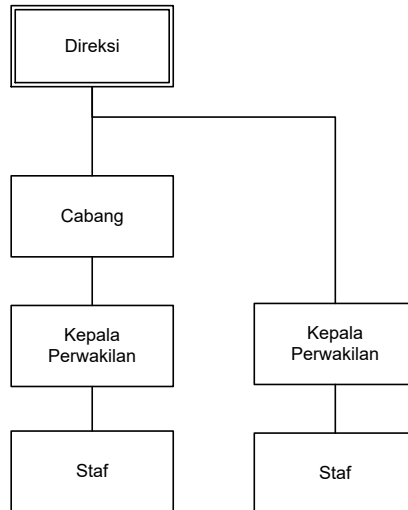 Direksi
Cabang
Kepala
Perwakilan
Kepala
Perwakilan
Staf
Staf